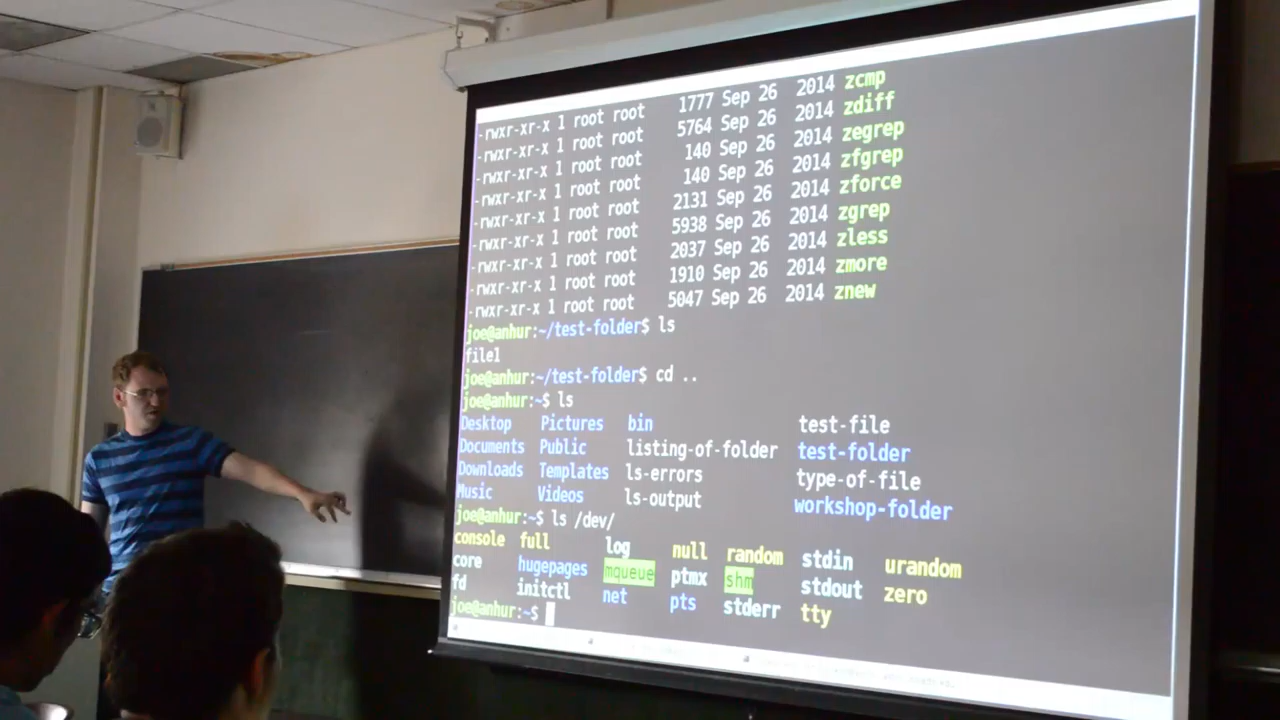 -rwxr-xr-x 1 root root 1777 Sep 26 2014 zcmp
-rwxr-xr-x 1 root root 5764 Sep 26 2014 zdiff
-rwxr-xr-x 1 root root 140 Sep 26 2014 zegrep
-rwxr-xr-x 1 root root 140 Sep 26 2014 zfgrep
-rwxr-xr-x 1 root root 2131 Sep 26 2014 zforce
-rwxr-xr-x 1 root root 5938 Sep 26 2014 zgrep
-rwxr-xr-x 1 root root 2037 Sep 26 2014 zless
-rwxr-xr-x 1 root root 1910 Sep 26 2014 zmore
-rwxr-xr-x 1 root root 5047 Sep 26 2014 znew
joe@anhur:~/test-folder$ ls
file1
joe@anhur:~/test-folder$ cd ..
joe@anhur:~$ ls
Desktop Pictures bin test-file
Documents Public listing-of-folder test-folder
Downloads Templates ls-errors type-of-file
Music Videos ls-output workshop-folder
joe@anhur:~$ ls /dev/
console full log null random stdin urandom
core hugepages mqueue ptmx shm stdout zero
fd initctl net pts stderr tty
joe@anhur:~$